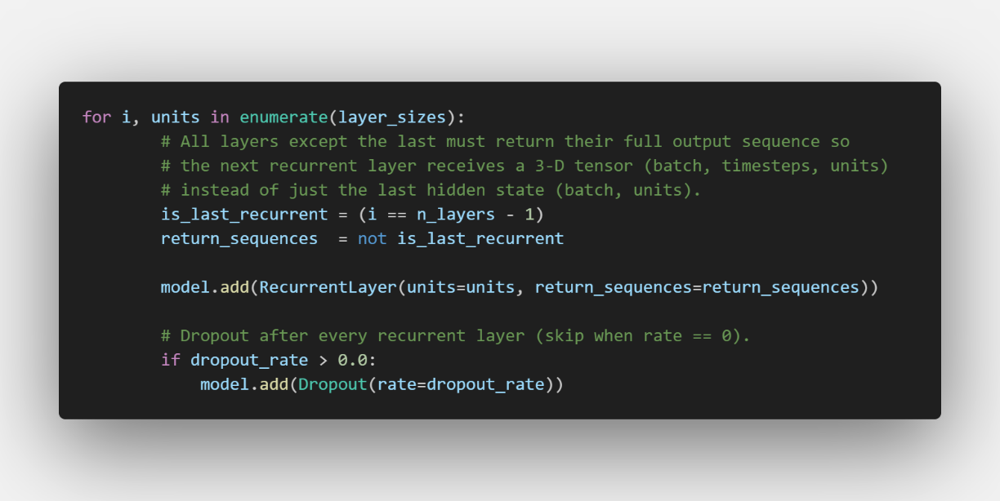 for i, units in enumerate(layer_sizes):
        # All layers except the last must return their full output sequence so
        # the next recurrent layer receives a 3-D tensor (batch, timesteps, units)
        # instead of just the last hidden state (batch, units).
        is_last_recurrent = (i == n_layers - 1)
        return_sequences  = not is_last_recurrent

        model.add(RecurrentLayer(units=units, return_sequences=return_sequences))

        # Dropout after every recurrent layer (skip when rate == 0).
        if dropout_rate > 0.0:
            model.add(Dropout(rate=dropout_rate))